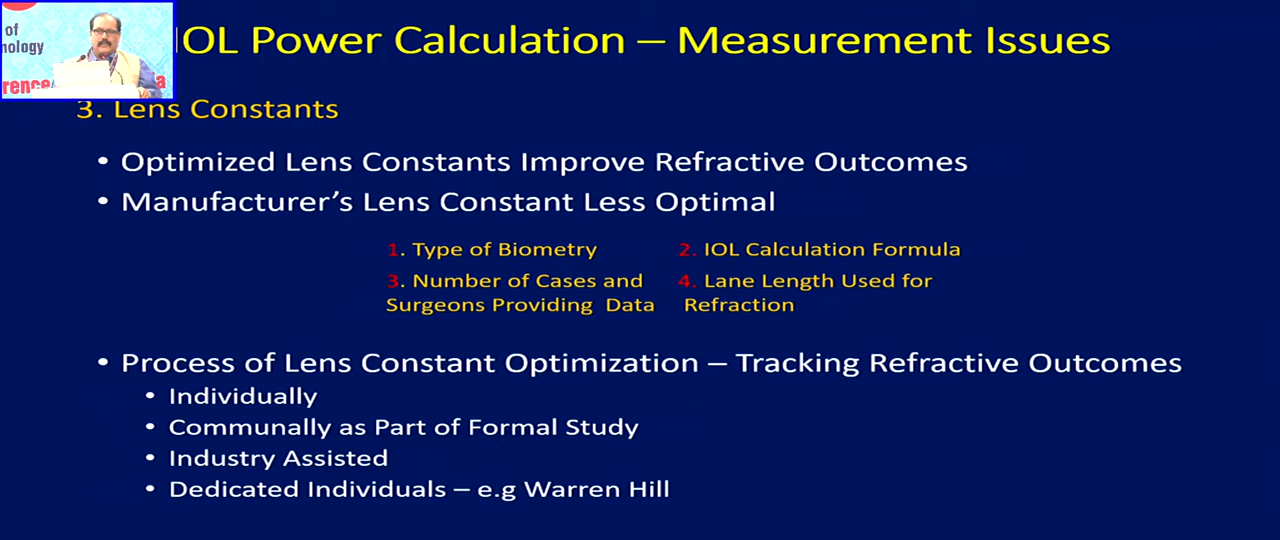 of
nology
rence
a
IOL Power Calculation – Measurement Issues
3. Lens Constants
• Optimized Lens Constants Improve Refractive Outcomes
• Manufacturer's Lens Constant Less Optimal
1. Type of Biometry 2. IOL Calculation Formula
3. Number of Cases and 4. Lane Length Used for
Surgeons Providing Data Refraction
• Process of Lens Constant Optimization – Tracking Refractive Outcomes
• Individually
• Communally as Part of Formal Study
• Industry Assisted
• Dedicated Individuals – e.g Warren Hill